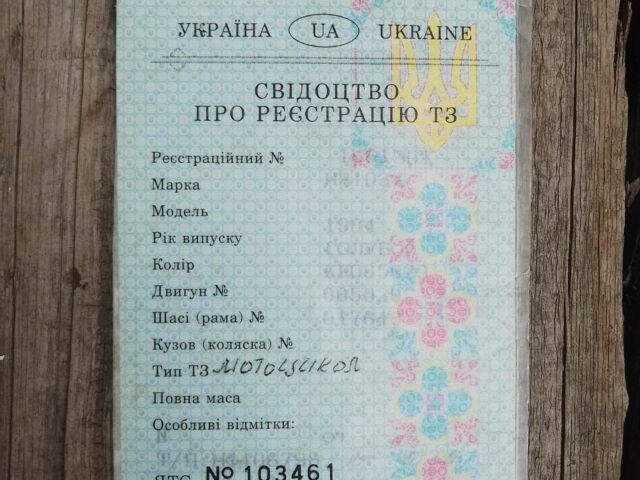 УКРАЇНА UA UKRAINE
СВІДОЦТВО
ПРО РЕЄСТРАЦІЮ ТЗ
Реєстраційний №
Марка
Модель
Рік випуску
Колір
Двигун №
Шасі (рама) №
Кузов (коляска) №
Тип ТЗ мотоцикл
Повна маса
Особливі відмітки:
ЯТС № 103461